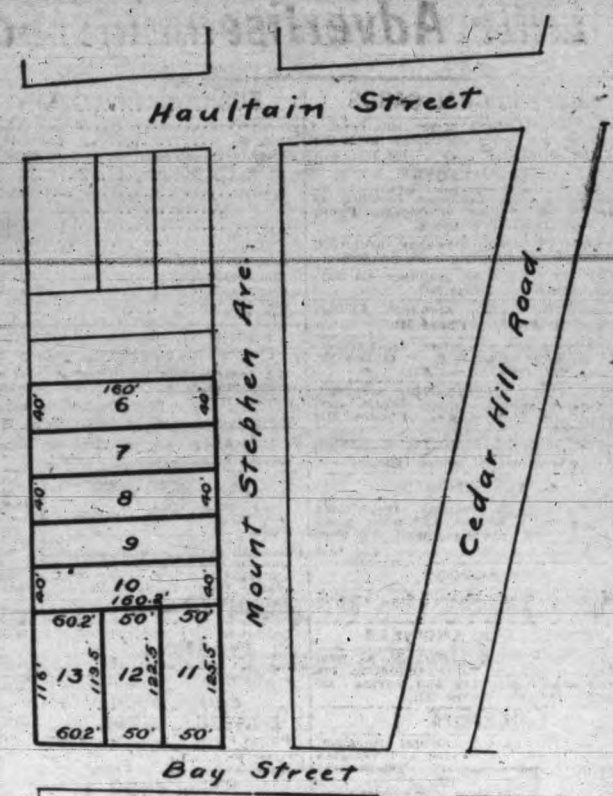 Haultain Street
Mount Stephen Ave.
Cedar Hill Road.
160'
40' 6 40'
7
40' 8 40'
9
40' 10 40'
160.2'
60.2' 50' 50'
116' 13 119.5' 12 122.5' 11 125.5'
60.2' 50' 50'
Bay Street